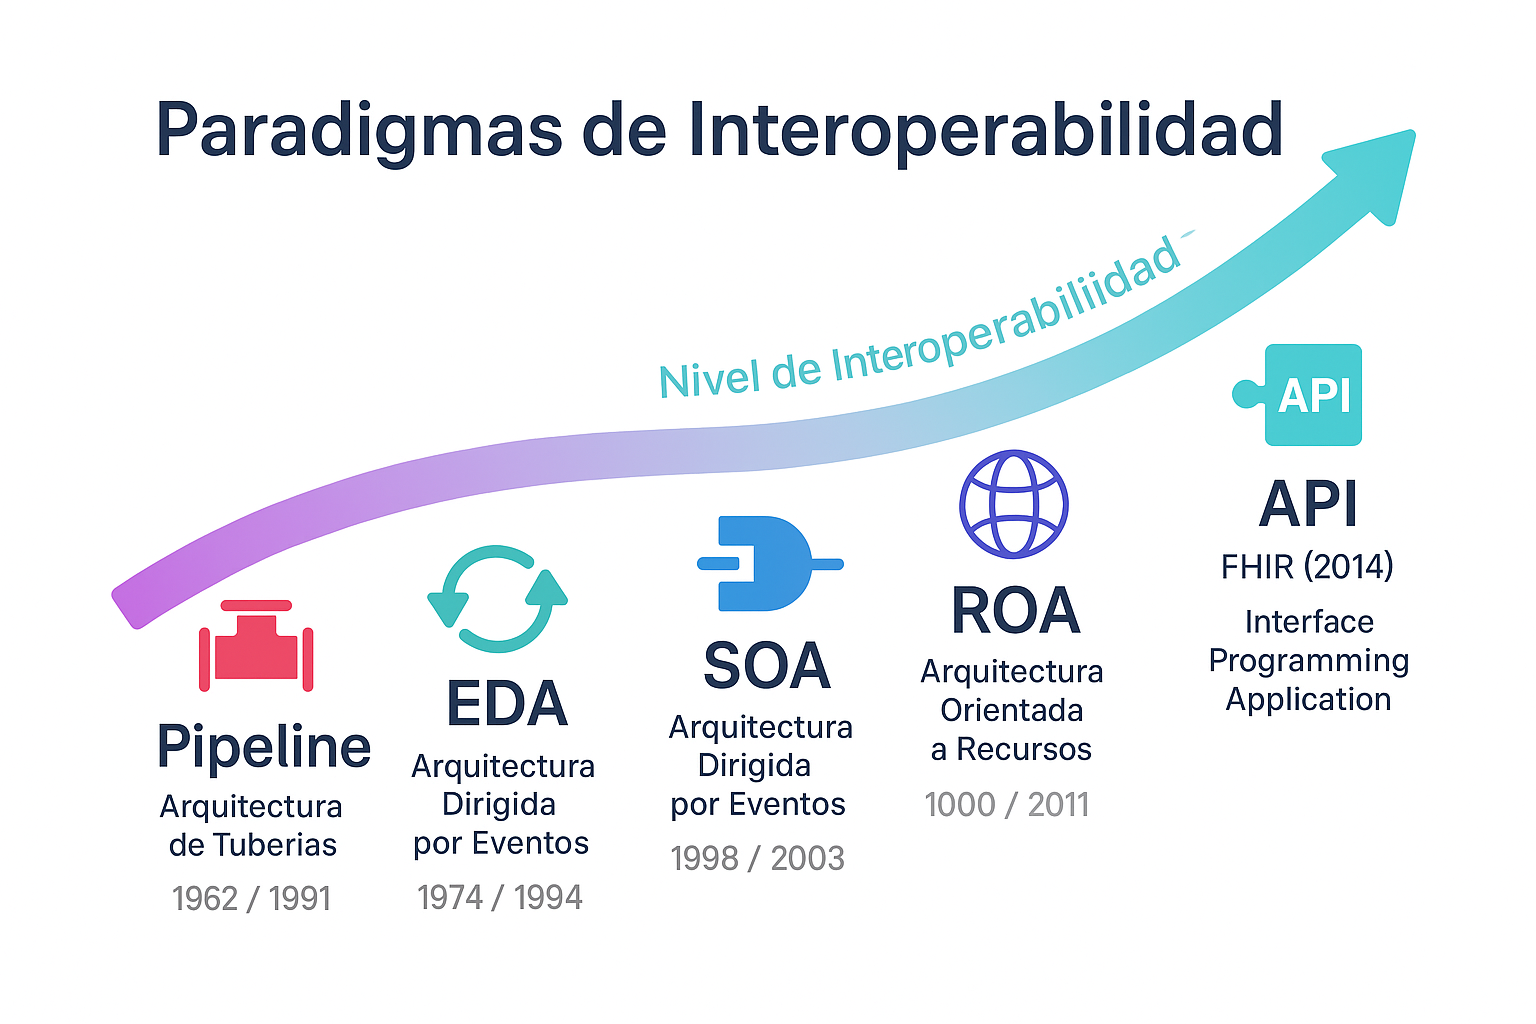 Paradigmas de Interoperabilidad
Nivel de Interoperabiliidad
Pipeline
Arquitectura
de Tuberias
1962 / 1991
EDA
Arquitectura
Dirigida
por Eventos
1974 / 1994
SOA
Arquitectura
Dirigida
por Eventos
1998 / 2003
ROA
Arquitectura
Orientada
a Recursos
1000 / 2011
API
API
FHIR (2014)
Interface
Programming
Application